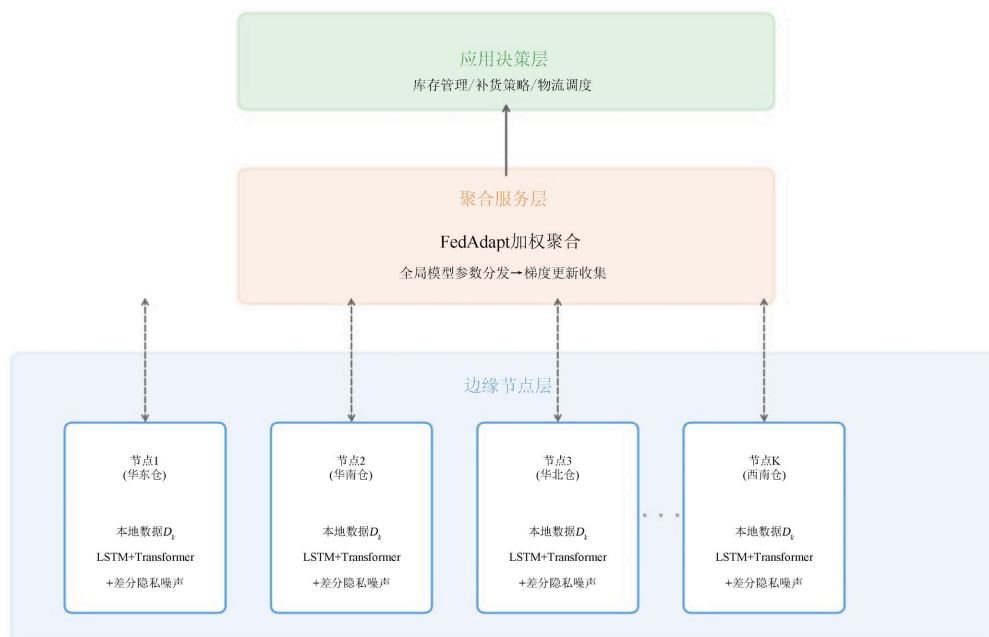 应用决策层
库存管理/补货策略/物流调度
聚合服务层
FedAdapt加权聚合
全局模型参数分发→梯度更新收集
边缘节点层
节点1
(华东仓)
本地数据Dk
LSTM+Transformer
+差分隐私噪声
节点2
(华南仓)
本地数据Dk
LSTM+Transformer
+差分隐私噪声
节点3
(华北仓)
本地数据Dk
LSTM+Transformer
+差分隐私噪声
· · ·
节点K
(西南仓)
本地数据Dk
LSTM+Transformer
+差分隐私噪声